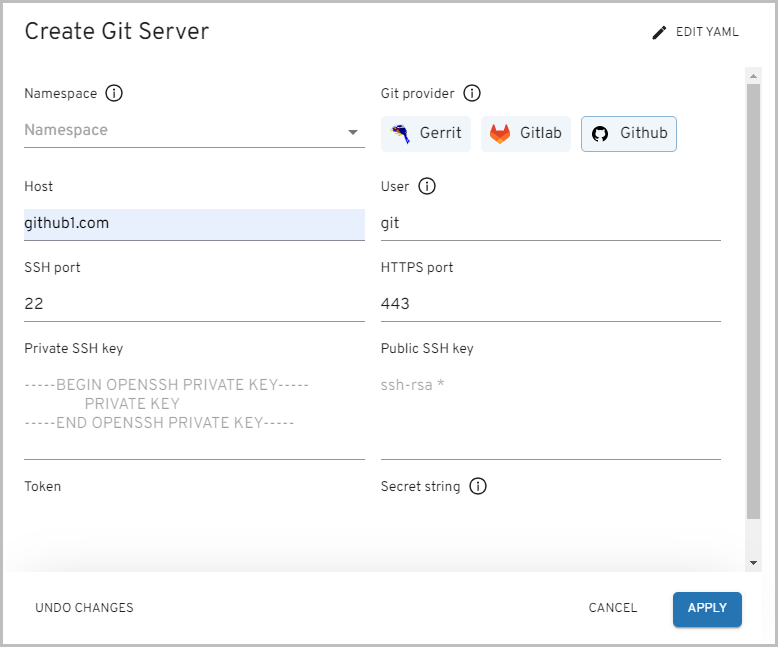 Create Git Server
EDIT YAML
Namespace
Git provider
Namespace
Gerrit
Gitlab
Github
Host
User
github1.com
git
SSH port
HTTPS port
22
443
Private SSH key
Public SSH key
-----BEGIN OPENSSH PRIVATE KEY-----
PRIVATE KEY
-----END OPENSSH PRIVATE KEY-----
ssh-rsa *
Token
Secret string
UNDO CHANGES
CANCEL
APPLY